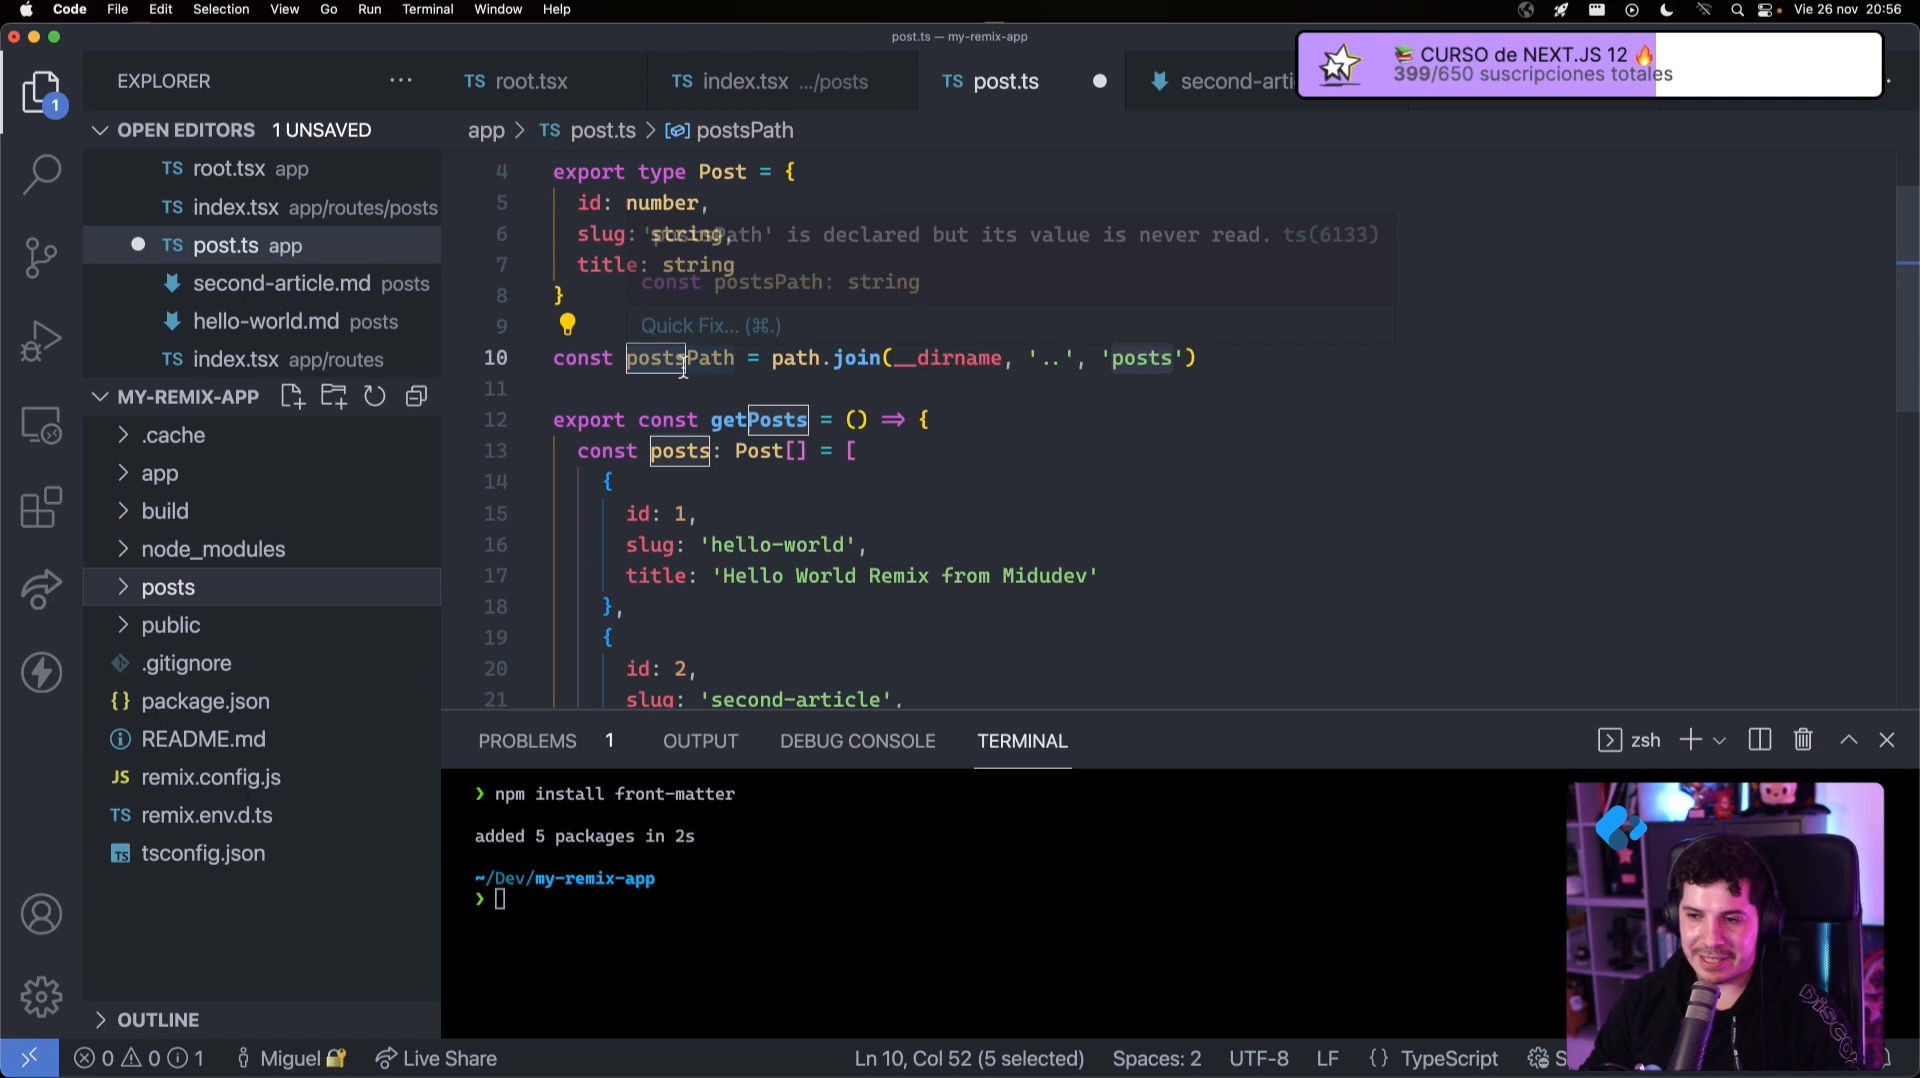 Code File Edit Selection View Go Run Terminal Window Help
Vie 26 nov 20:56
post.ts — my-remix-app
📚 CURSO de NEXT.JS 12 🔥
399/650 suscripciones totales
EXPLORER ···
TS root.tsx
TS index.tsx .../posts
TS post.ts
second-arti
1
OPEN EDITORS 1 UNSAVED
TS root.tsx app
TS index.tsx app/routes/posts
TS post.ts app
second-article.md posts
hello-world.md posts
TS index.tsx app/routes
MY-REMIX-APP
.cache
app
build
node_modules
posts
public
.gitignore
{} package.json
README.md
JS remix.config.js
TS remix.env.d.ts
TS tsconfig.json
OUTLINE
app > TS post.ts > postsPath
4 export type Post = {
5 id: number,
6 slug: string,
7 title: string
8 }
9
10 const postsPath = path.join(__dirname, '..', 'posts')
11
12 export const getPosts = () => {
13 const posts: Post[] = [
14 {
15 id: 1,
16 slug: 'hello-world',
17 title: 'Hello World Remix from Midudev'
18 },
19 {
20 id: 2,
21 slug: 'second-article',
'postsPath' is declared but its value is never read. ts(6133)
const postsPath: string
Quick Fix... (⌘.)
PROBLEMS 1 OUTPUT DEBUG CONSOLE TERMINAL
zsh
❯ npm install front-matter
added 5 packages in 2s
~/Dev/my-remix-app
❯
DISCO
0 0 1 Miguel 🔐 Live Share
Ln 10, Col 52 (5 selected) Spaces: 2 UTF-8 LF {} TypeScript S